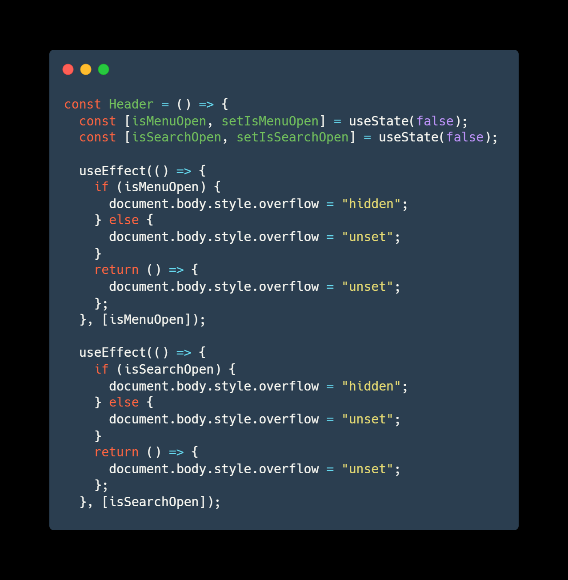 const Header = () => {
  const [isMenuOpen, setIsMenuOpen] = useState(false);
  const [isSearchOpen, setIsSearchOpen] = useState(false);

  useEffect(() => {
    if (isMenuOpen) {
      document.body.style.overflow = "hidden";
    } else {
      document.body.style.overflow = "unset";
    }
    return () => {
      document.body.style.overflow = "unset";
    };
  }, [isMenuOpen]);

  useEffect(() => {
    if (isSearchOpen) {
      document.body.style.overflow = "hidden";
    } else {
      document.body.style.overflow = "unset";
    }
    return () => {
      document.body.style.overflow = "unset";
    };
  }, [isSearchOpen]);